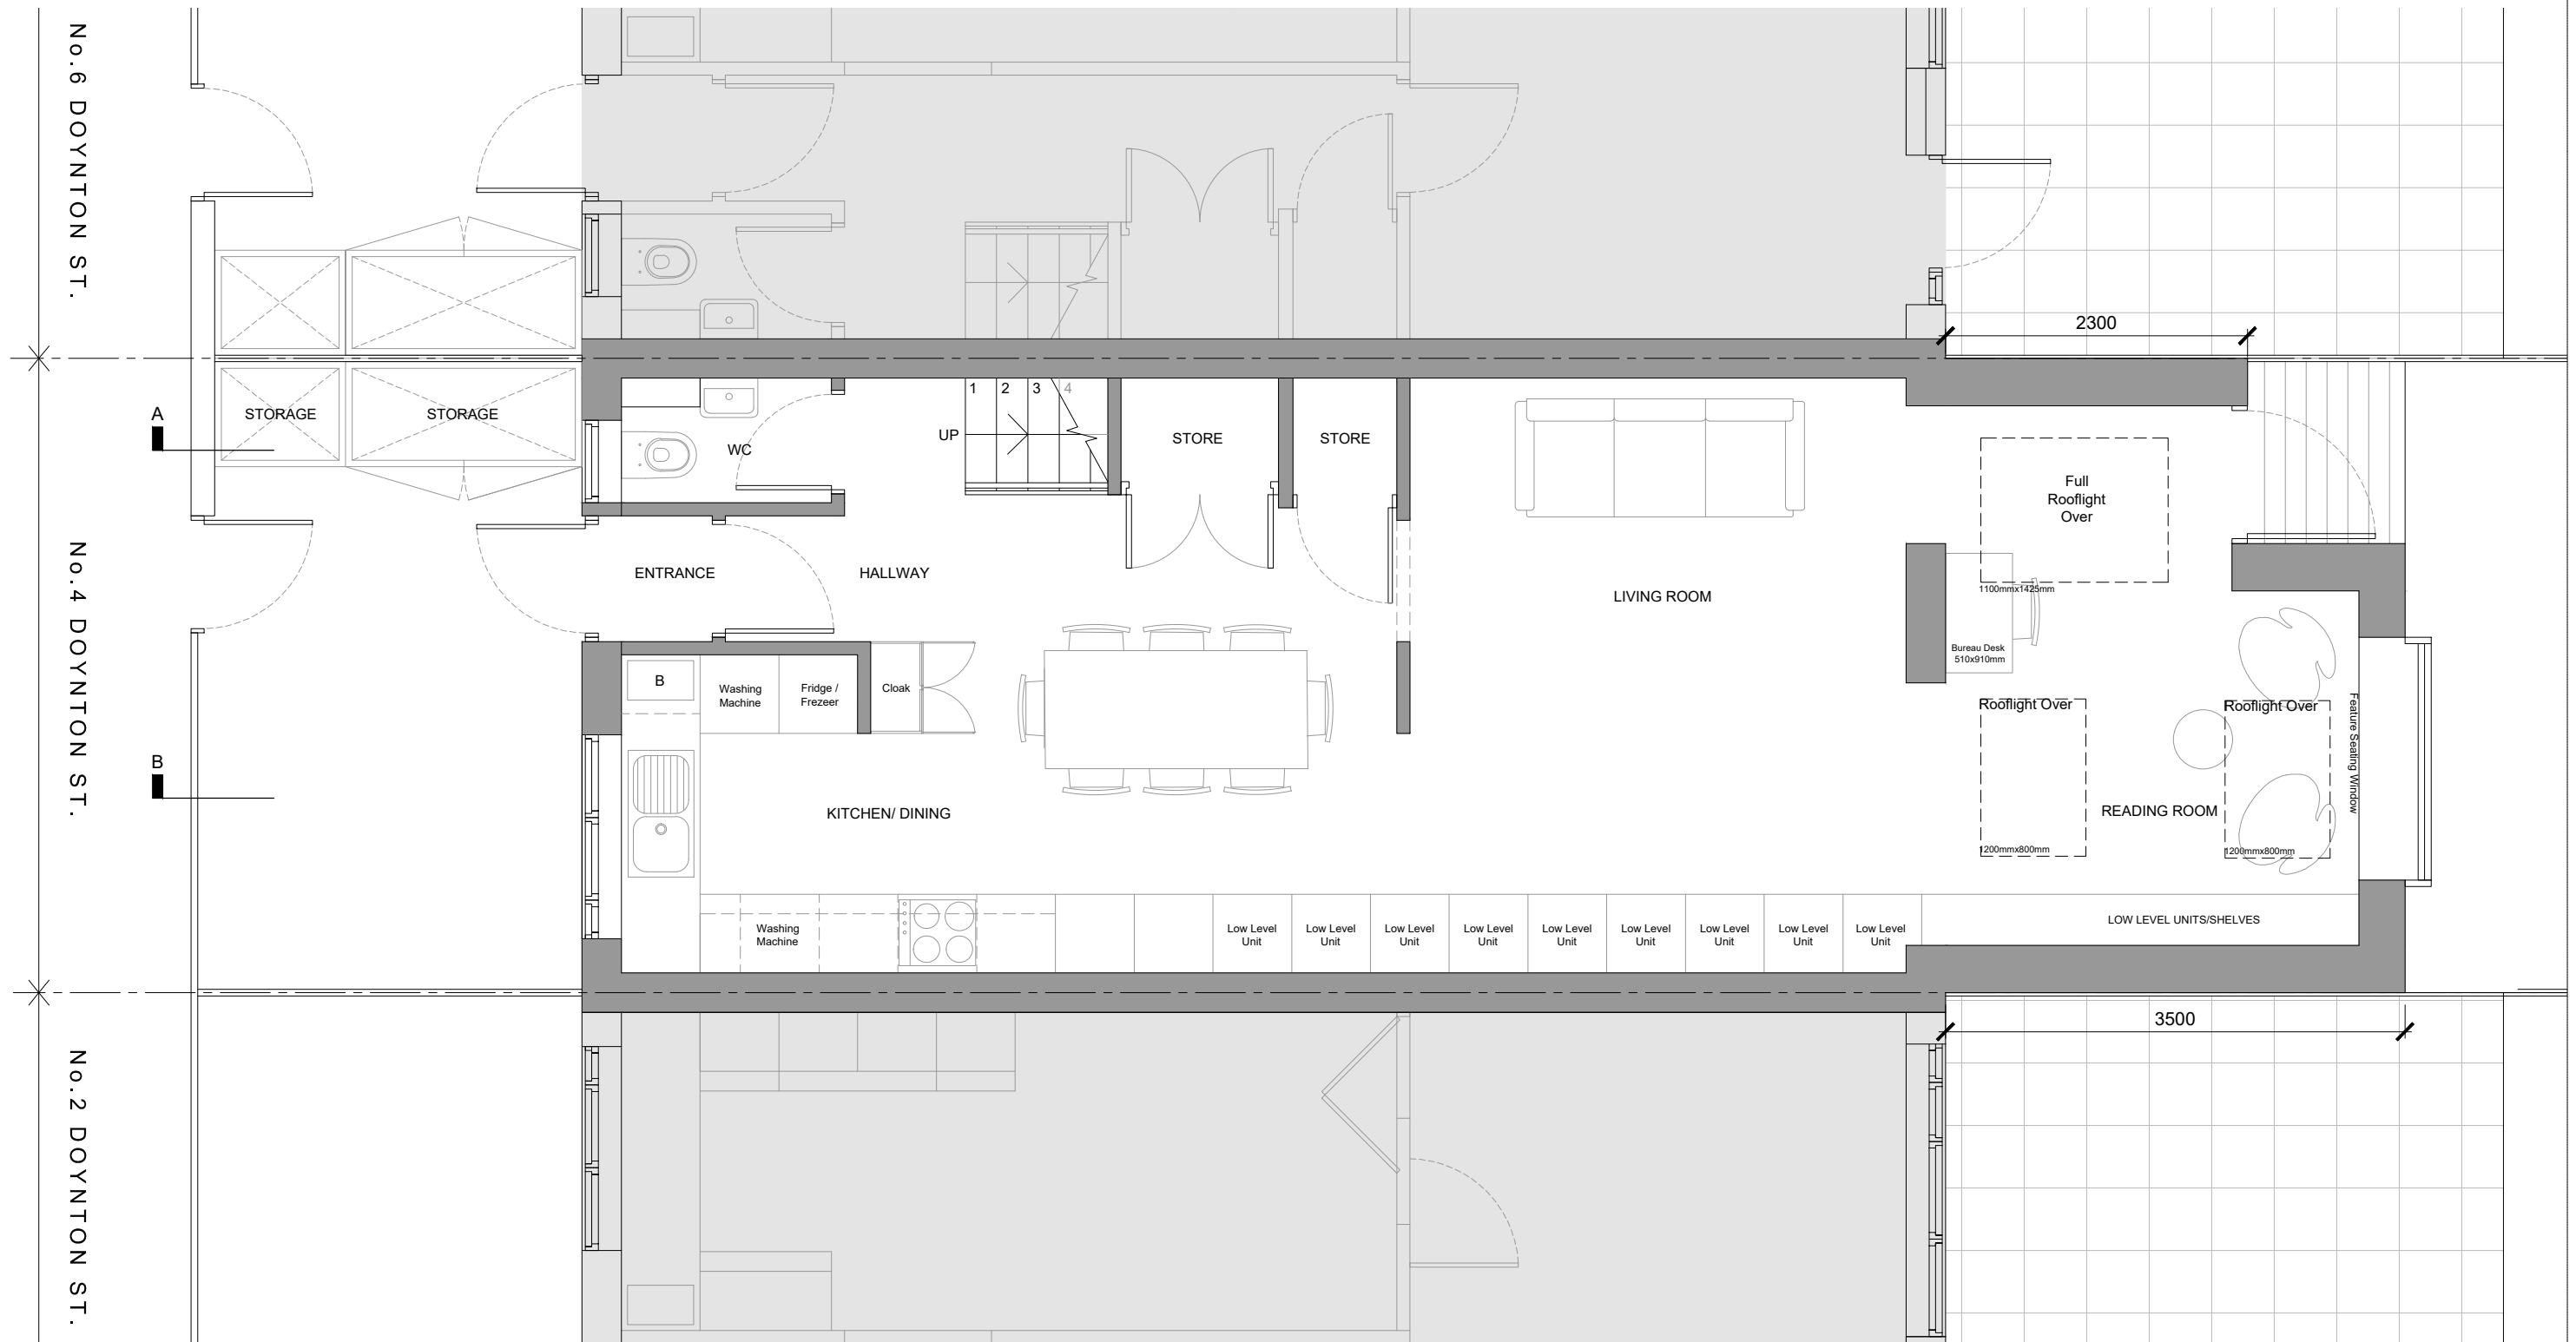 No.6 DOYNTON ST.
2300
A
STORAGE
STORAGE
WC
UP
1
2
3
4
STORE
STORE
Full
Rooflight
Over
1100mmx1425mm
No.4 DOYNTON ST.
ENTRANCE
HALLWAY
LIVING ROOM
Bureau Desk
510x910mm
B
Washing
Machine
Fridge /
Frezeer
Cloak
Rooflight Over
1200mmx800mm
Rooflight Over
1200mmx800mm
Feature Seating Window
B
KITCHEN/ DINING
READING ROOM
Washing
Machine
Low Level
Unit
Low Level
Unit
Low Level
Unit
Low Level
Unit
Low Level
Unit
Low Level
Unit
Low Level
Unit
Low Level
Unit
Low Level
Unit
LOW LEVEL UNITS/SHELVES
3500
No.2 DOYNTON ST.